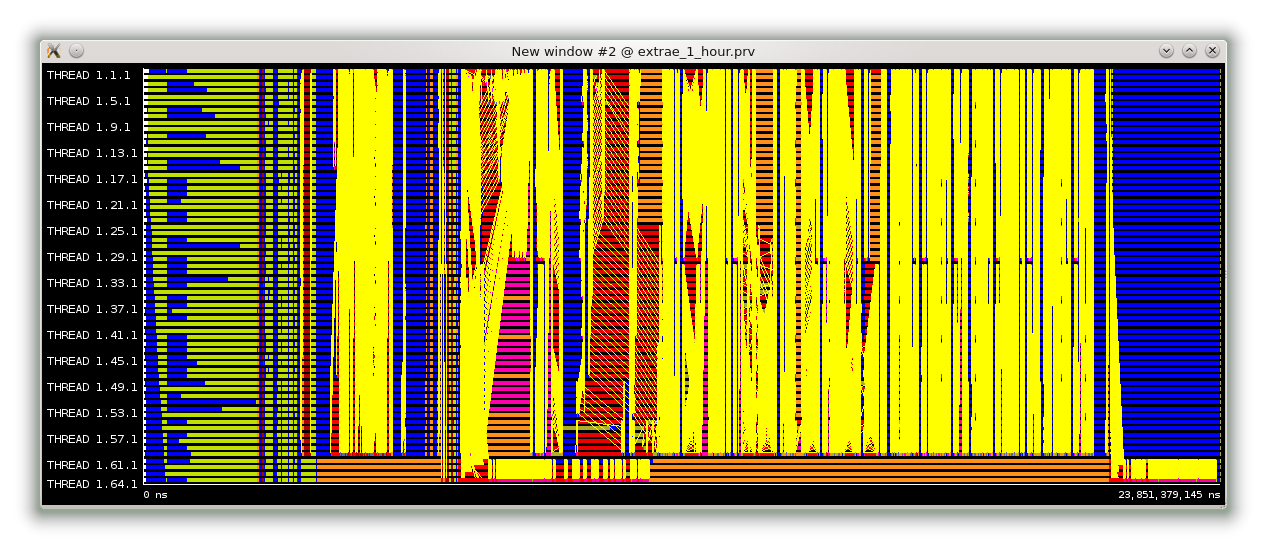 New window #2 @ extrae_1_hour.prv
THREAD 1.1.1
THREAD 1.5.1
THREAD 1.9.1
THREAD 1.13.1
THREAD 1.17.1
THREAD 1.21.1
THREAD 1.25.1
THREAD 1.29.1
THREAD 1.33.1
THREAD 1.37.1
THREAD 1.41.1
THREAD 1.45.1
THREAD 1.49.1
THREAD 1.53.1
THREAD 1.57.1
THREAD 1.61.1
THREAD 1.64.1
0 ns 23,851,379,145 ns